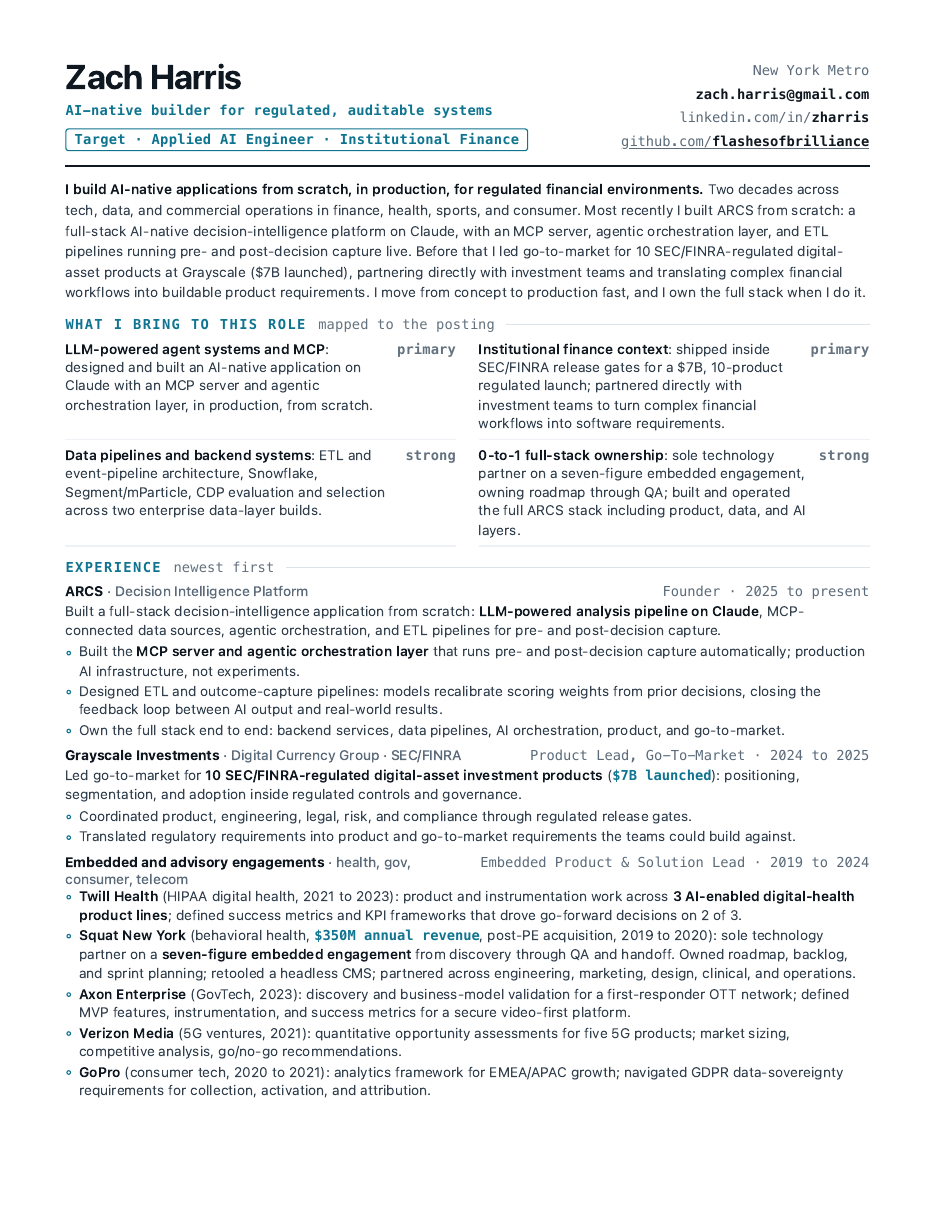 Zach Harris
AI-native builder for regulated, auditable systems
Target · Applied AI Engineer · Institutional Finance
New York Metro
zach.harris@gmail.com
linkedin.com/in/zharris
github.com/flashesofbrilliance
I build AI-native applications from scratch, in production, for regulated financial environments. Two decades across
tech, data, and commercial operations in finance, health, sports, and consumer. Most recently I built ARCS from scratch: a
full-stack AI-native decision-intelligence platform on Claude, with an MCP server, agentic orchestration layer, and ETL
pipelines running pre- and post-decision capture live. Before that I led go-to-market for 10 SEC/FINRA-regulated digital-
asset products at Grayscale ($7B launched), partnering directly with investment teams and translating complex financial
workflows into buildable product requirements. I move from concept to production fast, and I own the full stack when I do it.
WHAT I BRING TO THIS ROLE mapped to the posting
LLM-powered agent systems and MCP: primary
designed and built an AI-native application on
Claude with an MCP server and agentic
orchestration layer, in production, from scratch.
Institutional finance context: shipped inside primary
SEC/FINRA release gates for a $7B, 10-product
regulated launch; partnered directly with
investment teams to turn complex financial
workflows into software requirements.
Data pipelines and backend systems: ETL and strong
event-pipeline architecture, Snowflake,
Segment/mParticle, CDP evaluation and selection
across two enterprise data-layer builds.
0-to-1 full-stack ownership: sole technology strong
partner on a seven-figure embedded engagement,
owning roadmap through QA; built and operated
the full ARCS stack including product, data, and AI
layers.
EXPERIENCE newest first
ARCS · Decision Intelligence Platform Founder · 2025 to present
Built a full-stack decision-intelligence application from scratch: LLM-powered analysis pipeline on Claude, MCP-
connected data sources, agentic orchestration, and ETL pipelines for pre- and post-decision capture.
Built the MCP server and agentic orchestration layer that runs pre- and post-decision capture automatically; production
AI infrastructure, not experiments.
Designed ETL and outcome-capture pipelines: models recalibrate scoring weights from prior decisions, closing the
feedback loop between AI output and real-world results.
Own the full stack end to end: backend services, data pipelines, AI orchestration, product, and go-to-market.
Grayscale Investments · Digital Currency Group · SEC/FINRA Product Lead, Go-To-Market · 2024 to 2025
Led go-to-market for 10 SEC/FINRA-regulated digital-asset investment products ($7B launched): positioning,
segmentation, and adoption inside regulated controls and governance.
Coordinated product, engineering, legal, risk, and compliance through regulated release gates.
Translated regulatory requirements into product and go-to-market requirements the teams could build against.
Embedded and advisory engagements · health, gov, Embedded Product & Solution Lead · 2019 to 2024
consumer, telecom
Twill Health (HIPAA digital health, 2021 to 2023): product and instrumentation work across 3 AI-enabled digital-health
product lines; defined success metrics and KPI frameworks that drove go-forward decisions on 2 of 3.
Squat New York (behavioral health, $350M annual revenue, post-PE acquisition, 2019 to 2020): sole technology
partner on a seven-figure embedded engagement from discovery through QA and handoff. Owned roadmap, backlog,
and sprint planning; retooled a headless CMS; partnered across engineering, marketing, design, clinical, and operations.
Axon Enterprise (GovTech, 2023): discovery and business-model validation for a first-responder OTT network; defined
MVP features, instrumentation, and success metrics for a secure video-first platform.
Verizon Media (5G ventures, 2021): quantitative opportunity assessments for five 5G products; market sizing,
competitive analysis, go/no-go recommendations.
GoPro (consumer tech, 2020 to 2021): analytics framework for EMEA/APAC growth; navigated GDPR data-sovereignty
requirements for collection, activation, and attribution.